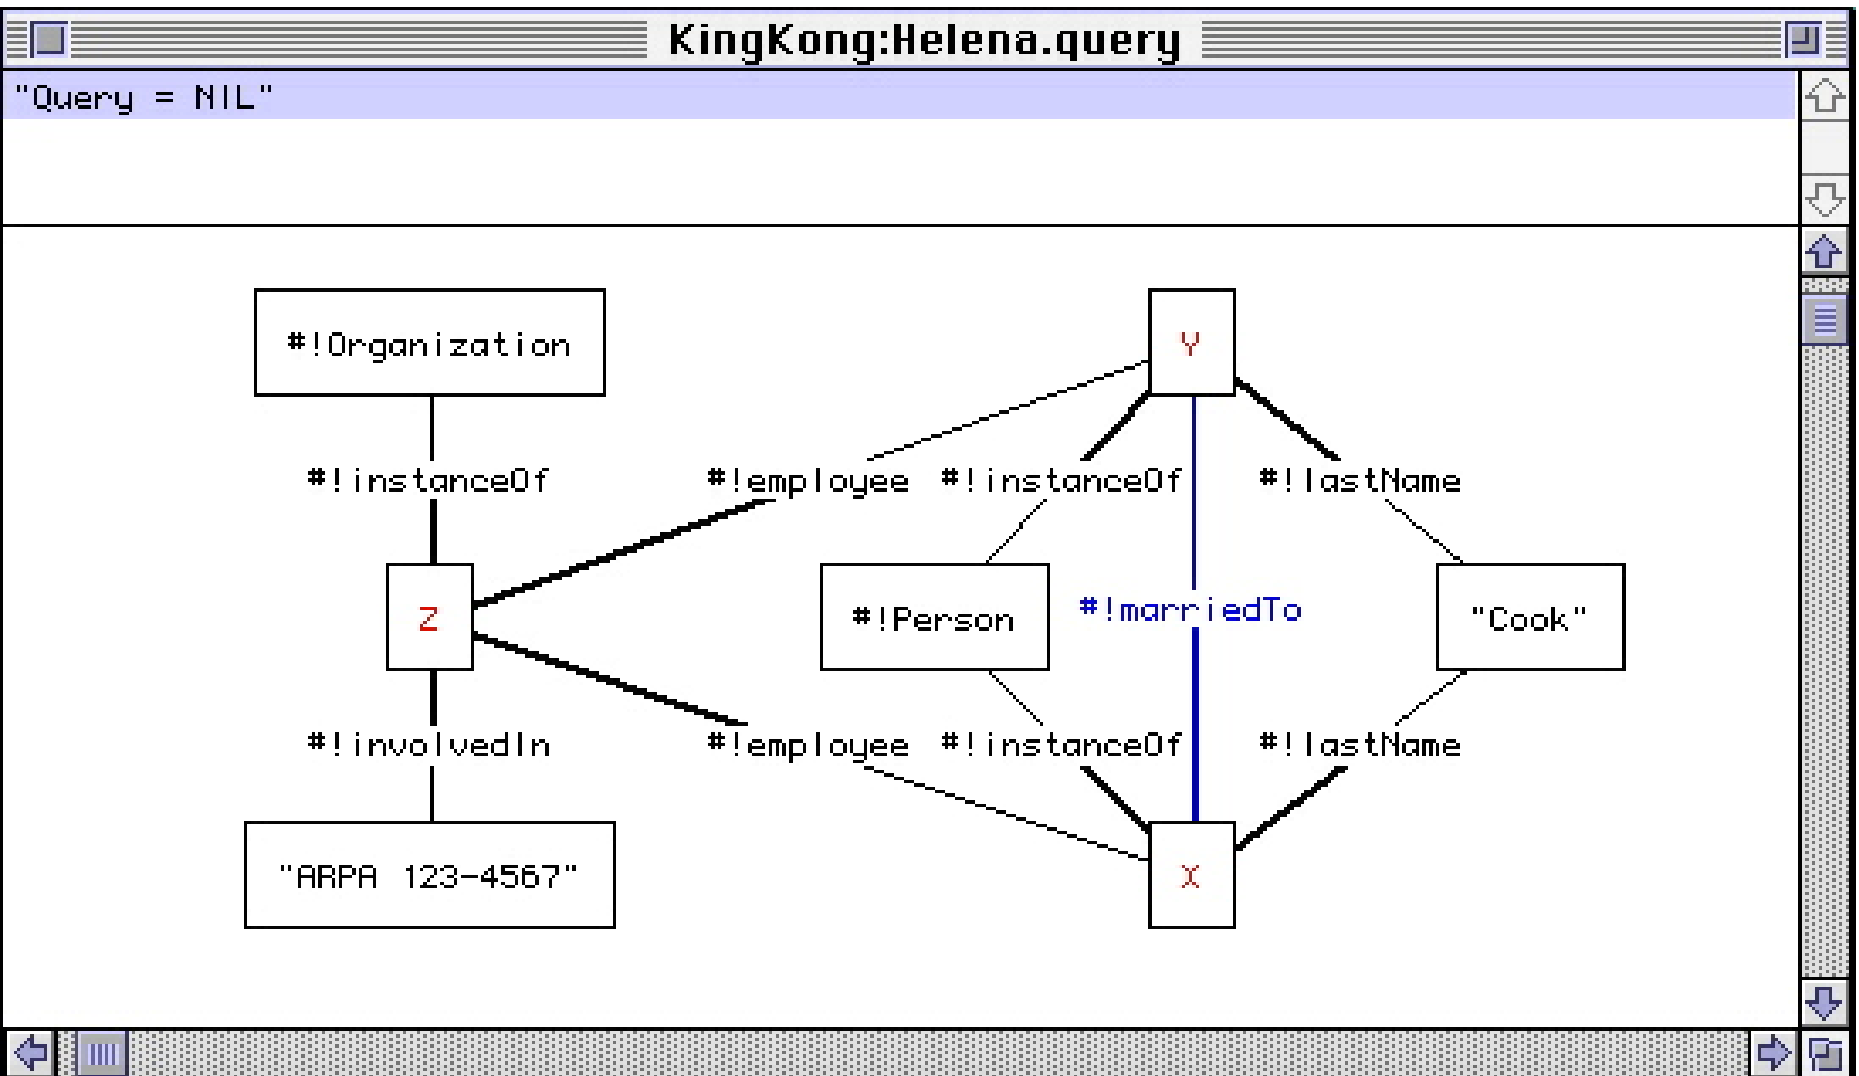 KingKong:Helena.query
"Query = NIL"
#!Organization
Y
#!instanceOf
#!employee
#!instanceOf
#!lastName
Z
#!Person
#!marriedTo
"Cook"
#!involvedIn
#!employee
#!instanceOf
#!lastName
"ARPA 123-4567"
X